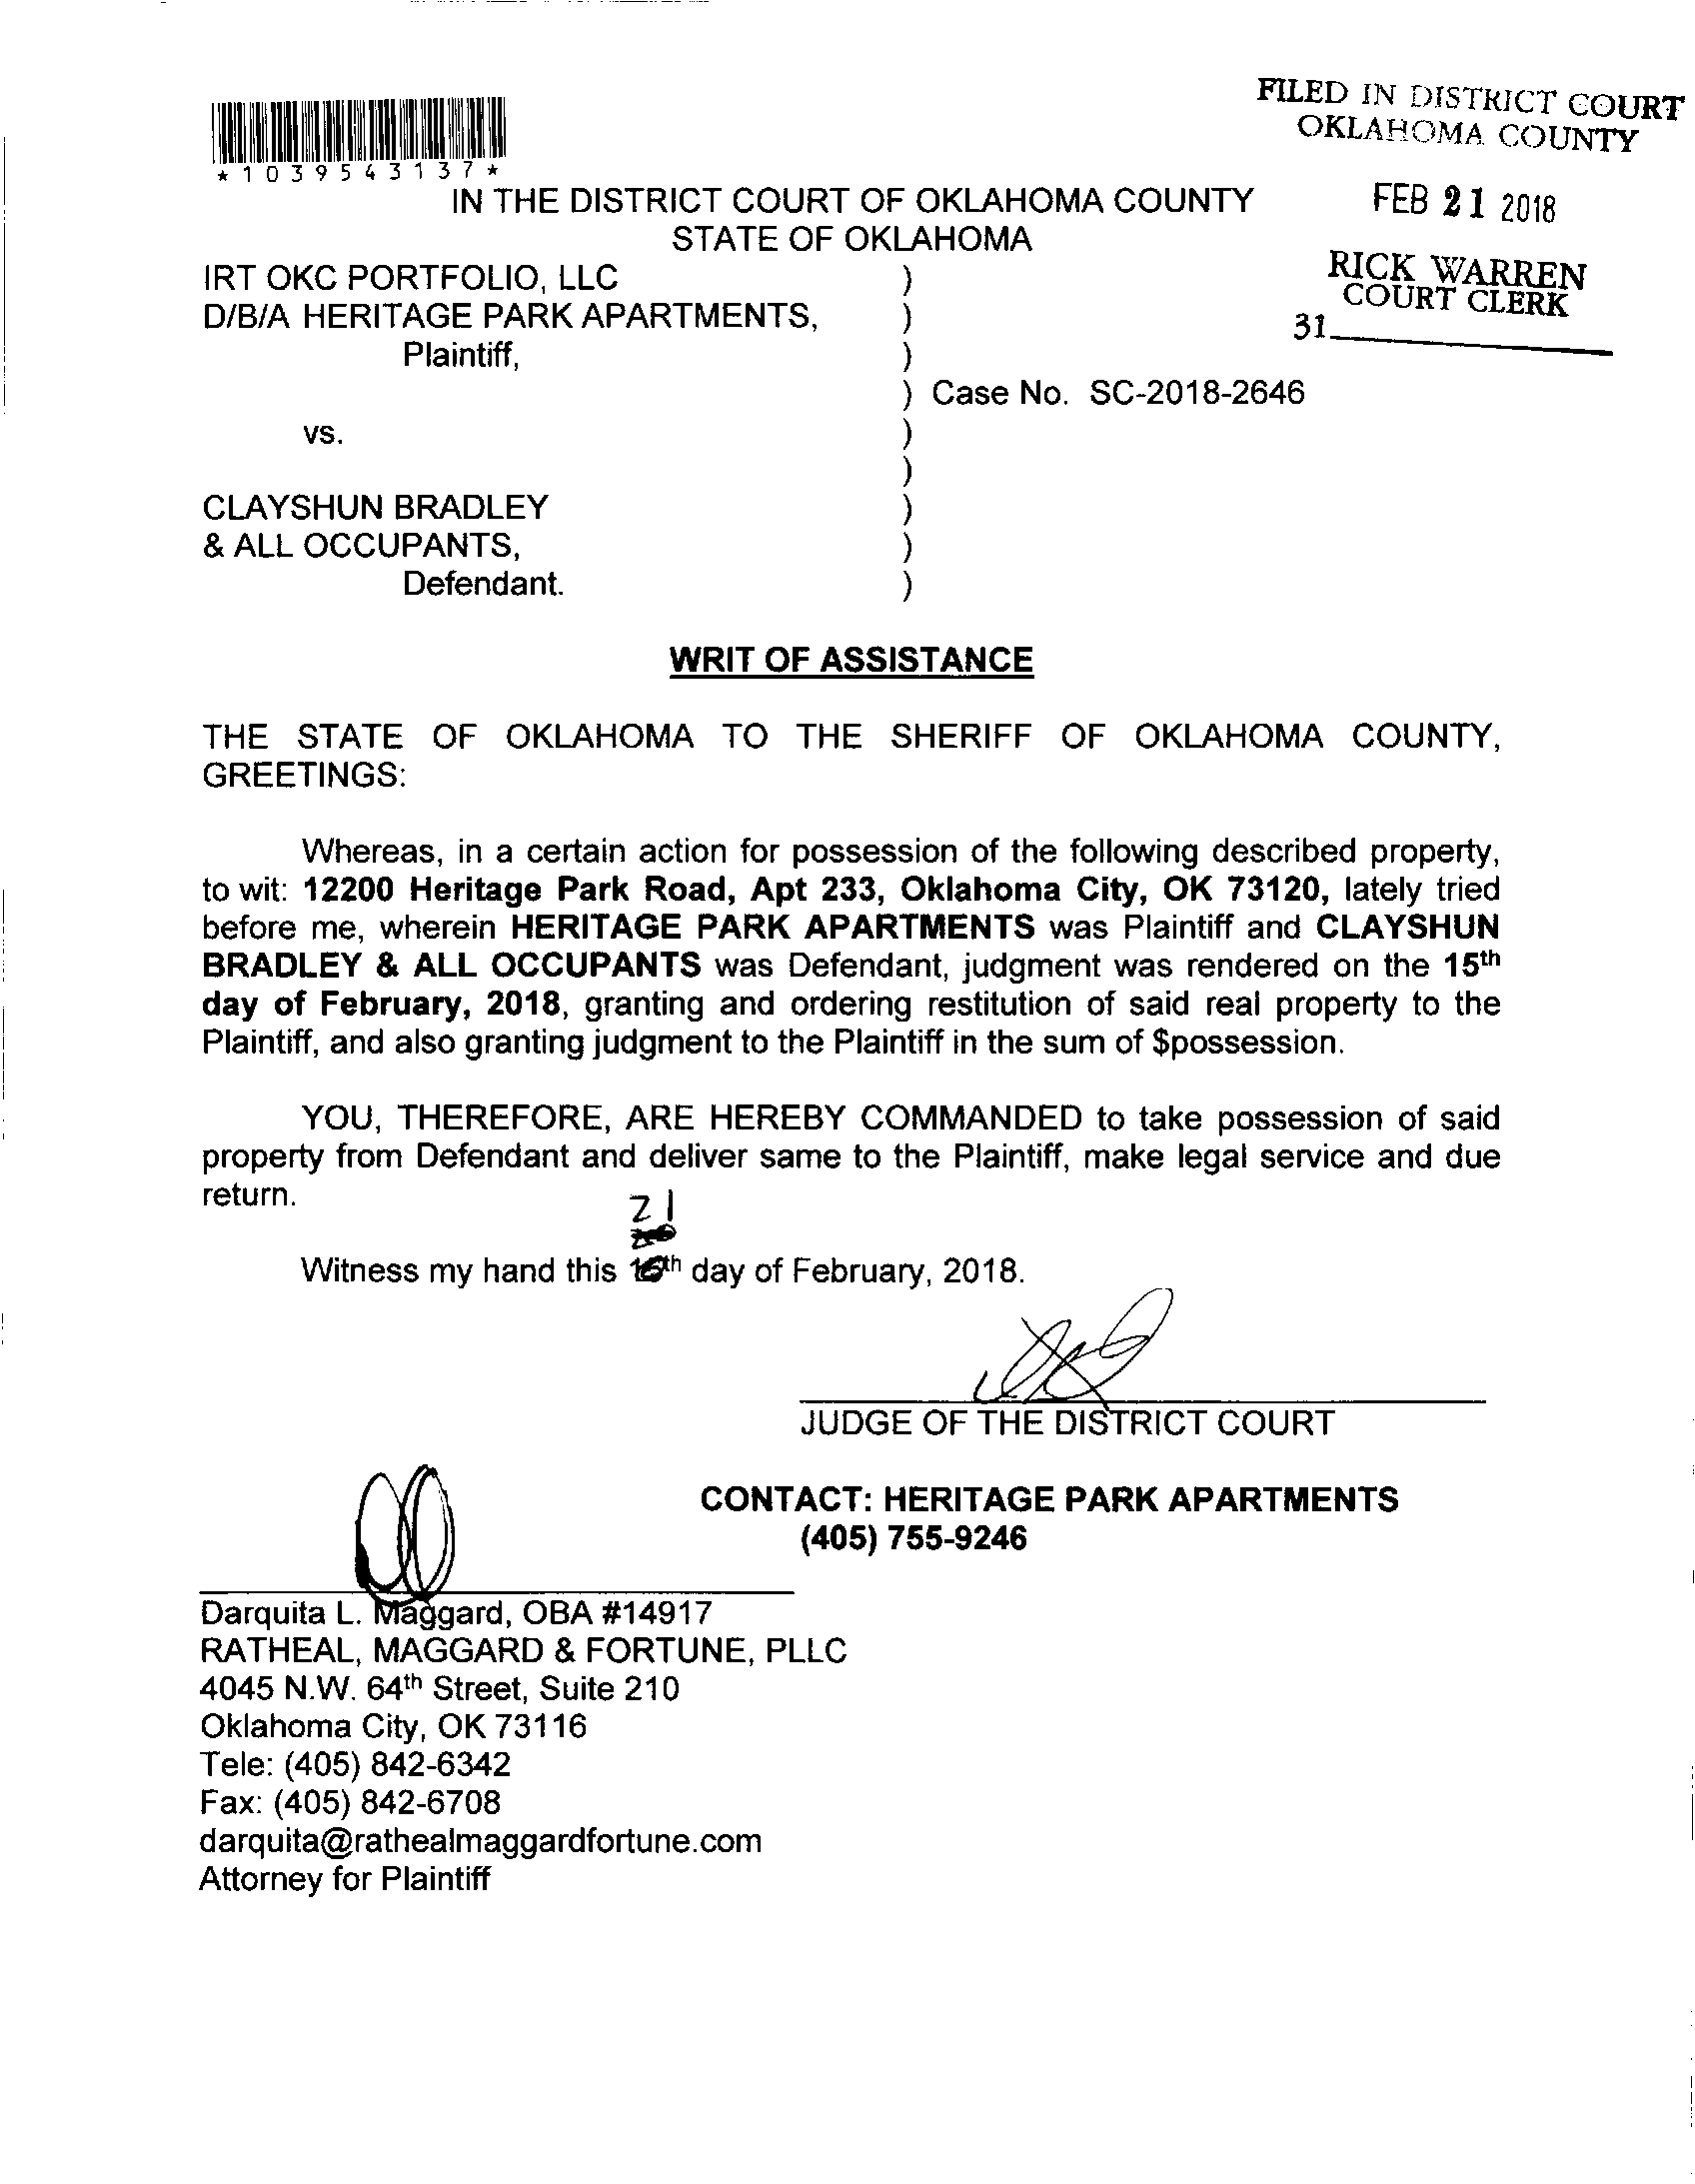 FILED IN DISTRICT COURT
OKLAHOMA COUNTY
*1039543137*
IN THE DISTRICT COURT OF OKLAHOMA COUNTY
STATE OF OKLAHOMA
FEB 21 2018
RICK WARREN
COURT CLERK
31
IRT OKC PORTFOLIO, LLC )
D/B/A HERITAGE PARK APARTMENTS, )
Plaintiff, )
) Case No. SC-2018-2646
vs. )
)
CLAYSHUN BRADLEY )
& ALL OCCUPANTS, )
Defendant. )
WRIT OF ASSISTANCE
THE STATE OF OKLAHOMA TO THE SHERIFF OF OKLAHOMA COUNTY,
GREETINGS:
Whereas, in a certain action for possession of the following described property,
to wit: 12200 Heritage Park Road, Apt 233, Oklahoma City, OK 73120, lately tried
before me, wherein HERITAGE PARK APARTMENTS was Plaintiff and CLAYSHUN
BRADLEY & ALL OCCUPANTS was Defendant, judgment was rendered on the 15th
day of February, 2018, granting and ordering restitution of said real property to the
Plaintiff, and also granting judgment to the Plaintiff in the sum of $possession.
YOU, THEREFORE, ARE HEREBY COMMANDED to take possession of said
property from Defendant and deliver same to the Plaintiff, make legal service and due
return.
21
Witness my hand this 16th day of February, 2018.
JUDGE OF THE DISTRICT COURT
CONTACT: HERITAGE PARK APARTMENTS
(405) 755-9246
Darquita L. Maggard, OBA #14917
RATHEAL, MAGGARD & FORTUNE, PLLC
4045 N.W. 64th Street, Suite 210
Oklahoma City, OK 73116
Tele: (405) 842-6342
Fax: (405) 842-6708
darquita@rathealmaggardfortune.com
Attorney for Plaintiff